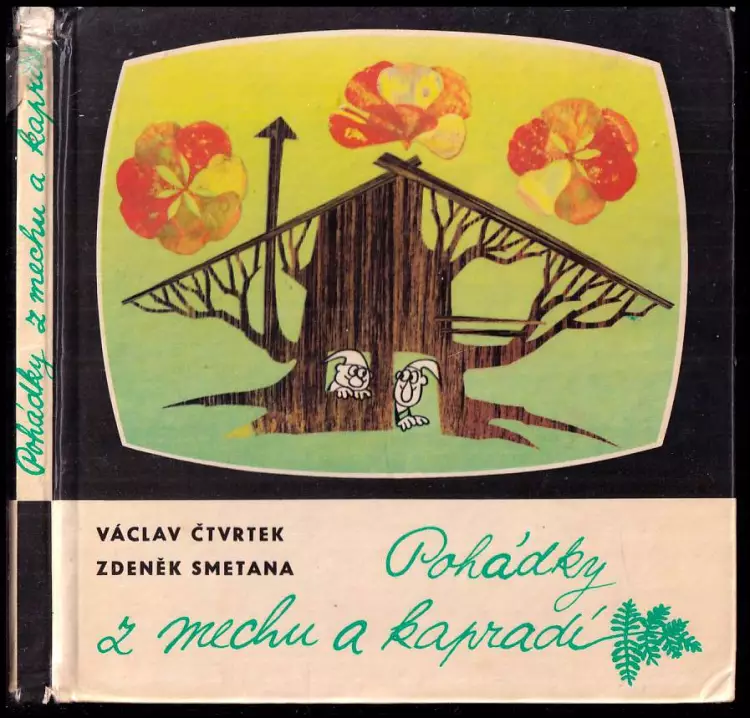 Pohádky z mechu a kapradí
VÁCLAV ČTVRTEK
ZDENĚK SMETANA
Pohádky
z mechu a kapradí